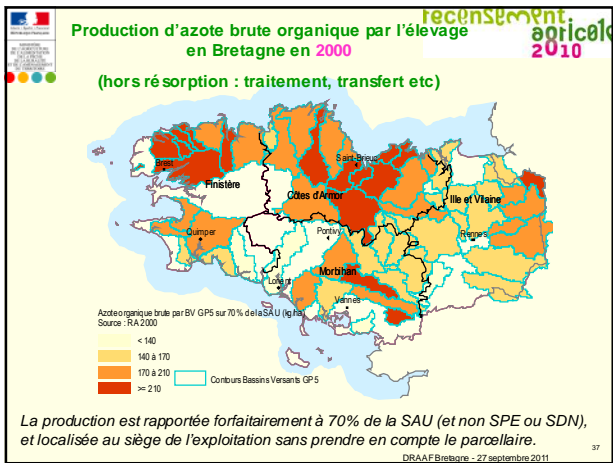 Production d'azote brute organique par l'élevage
en Bretagne en 2000
(hors résorption : traitement, transfert etc)
recensement
agricole
2010
Brest
Finistère
Saint-Brieuc
Côtes d'Armor
Ille et Vilaine
Quimper
Pontivy
Rennes
Lorient
Morbihan
Vannes
Azote organique brute par BV GP5 sur 70% de la SAU (kg/ha)
Source : RA 2000
< 140
140 à 170
170 à 210
>= 210
Contours Bassins Versants GP5
La production est rapportée forfaitairement à 70% de la SAU (et non SPE ou SDN),
et localisée au siège de l'exploitation sans prendre en compte le parcellaire.
37
DRAAF Bretagne - 27 septembre 2011